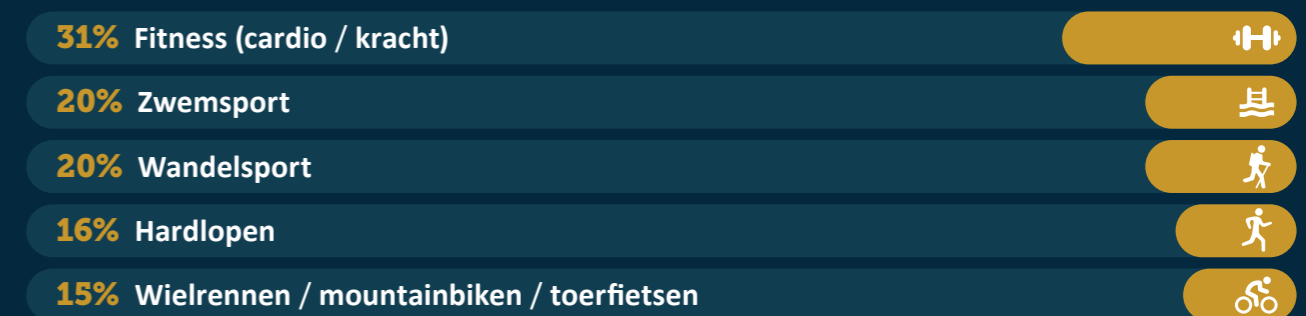 31% Fitness (cardio / kracht)
20% Zwemsport
20% Wandelsport
16% Hardlopen
15% Wielrennen / mountainbiken / toerfietsen